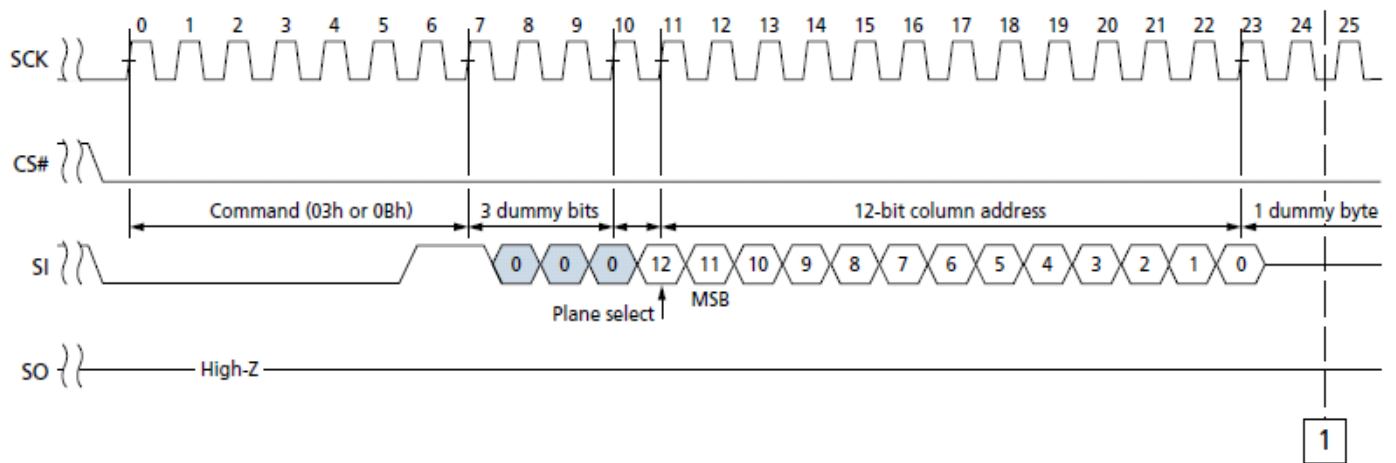 0 1 2 3 4 5 6 7 8 9 10 11 12 13 14 15 16 17 18 19 20 21 22 23 24 25
SCK
CS#
Command (03h or 0Bh) 3 dummy bits 12-bit column address 1 dummy byte
SI 0 0 0 12 11 10 9 8 7 6 5 4 3 2 1 0
MSB
Plane select
SO High-Z
1